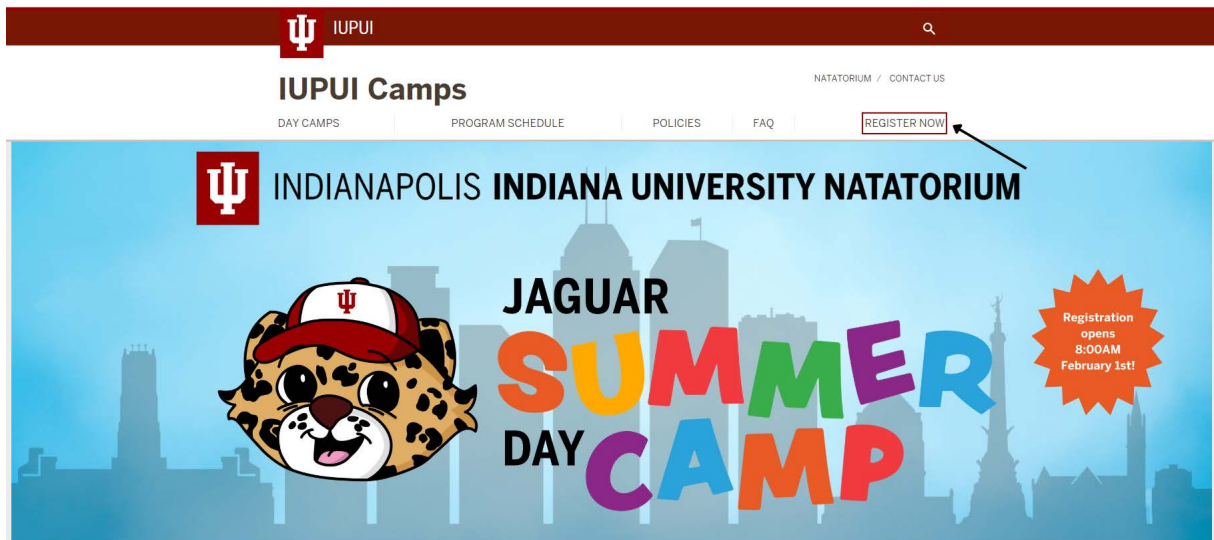 IUPUI
IUPUI Camps
NATATORIUM / CONTACT US
DAY CAMPS PROGRAM SCHEDULE POLICIES FAQ REGISTER NOW
INDIANAPOLIS INDIANA UNIVERSITY NATATORIUM
JAGUAR
SUMMER
DAY CAMP
Registration
opens
8:00AM
February 1st!